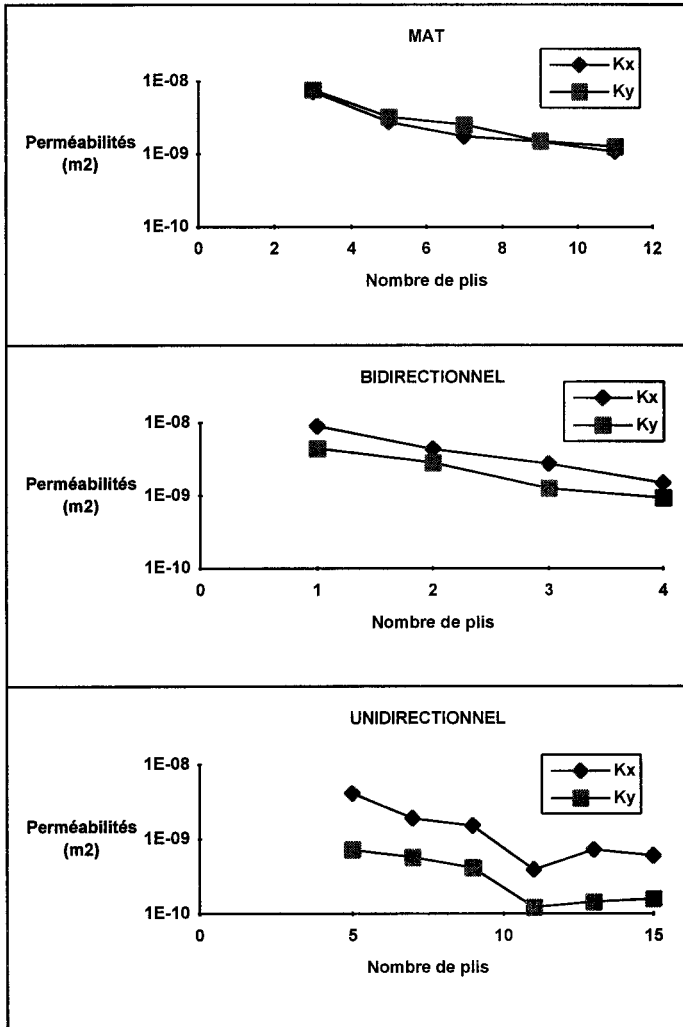 MAT
Kx
Ky
1E-08
Perméabilités
(m2)
1E-09
1E-10
0 2 4 6 8 10 12
Nombre de plis
BIDIRECTIONNEL
Kx
Ky
1E-08
Perméabilités
(m2)
1E-09
1E-10
0 1 2 3 4
Nombre de plis
UNIDIRECTIONNEL
Kx
Ky
1E-08
Perméabilités
(m2)
1E-09
1E-10
0 5 10 15
Nombre de plis